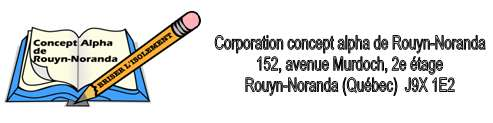 Concept Alpha
de
Rouyn-Noranda
BRISER L'ISOLEMENT
Corporation concept alpha de Rouyn-Noranda
152, avenue Murdoch, 2e étage
Rouyn-Noranda (Québec) J9X 1E2